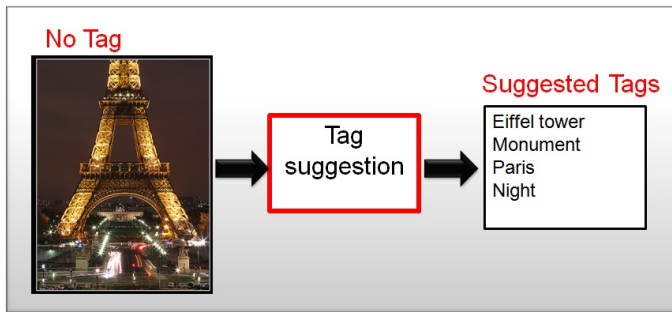 No Tag
Tag
suggestion
Suggested Tags
Eiffel tower
Monument
Paris
Night